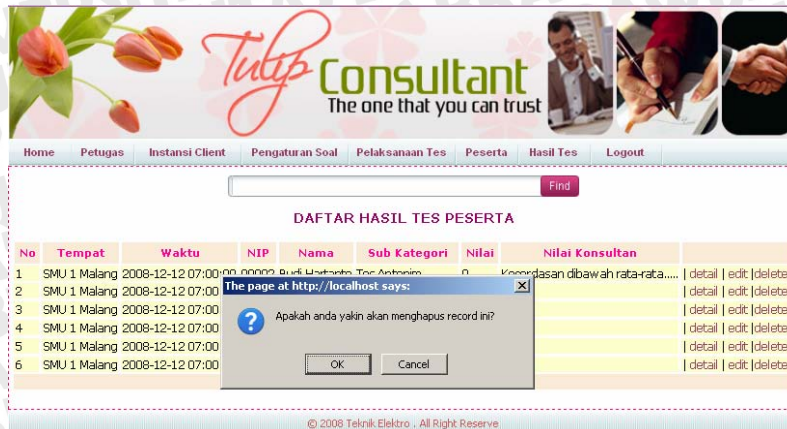 Tulip Consultant
The one that you can trust
Home Petugas Instansi Client Pengaturan Soal Pelaksanaan Tes Peserta Hasil Tes Logout
Find
DAFTAR HASIL TES PESERTA
No Tempat Waktu NIP Nama Sub Kategori Nilai Nilai Konsultan
1 SMU 1 Malang 2008-12-12 07:00:00 00002 Budi Hartanto Tes Antonim 0 Kecerdasan dibawah rata-rata..... | detail | edit |delete
2 SMU 1 Malang 2008-12-12 07:00 | detail | edit |delete
3 SMU 1 Malang 2008-12-12 07:00 | detail | edit |delete
4 SMU 1 Malang 2008-12-12 07:00 | detail | edit |delete
5 SMU 1 Malang 2008-12-12 07:00 | detail | edit |delete
6 SMU 1 Malang 2008-12-12 07:00 | detail | edit |delete
The page at http://localhost says:
Apakah anda yakin akan menghapus record ini?
OK Cancel
© 2008 Teknik Elektro . All Right Reserve